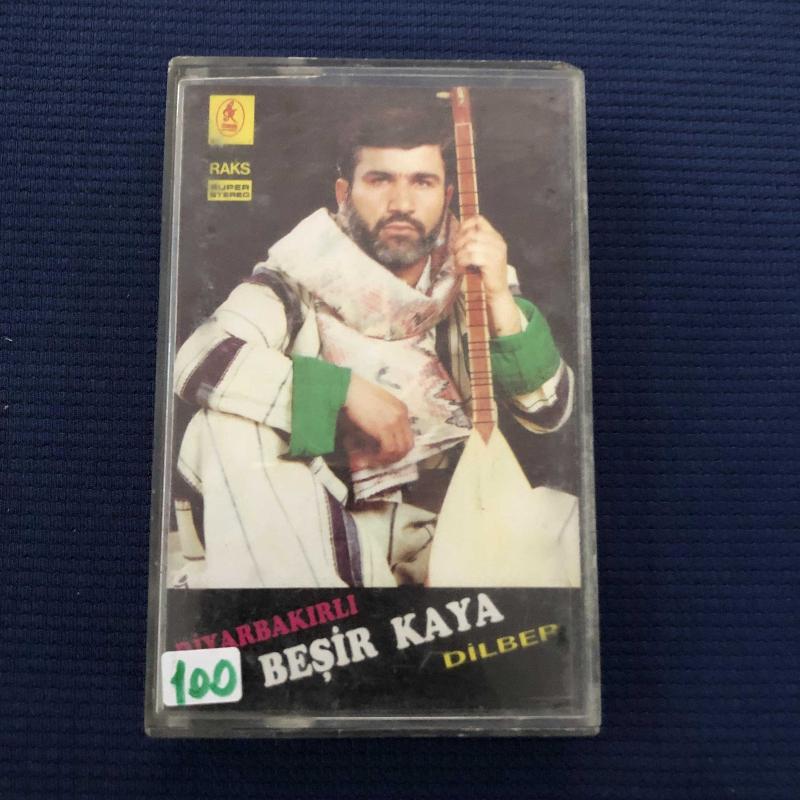 RAKS
SUPER
STEREO
DİYARBAKIRLI
BEŞİR KAYA
DİLBER
100